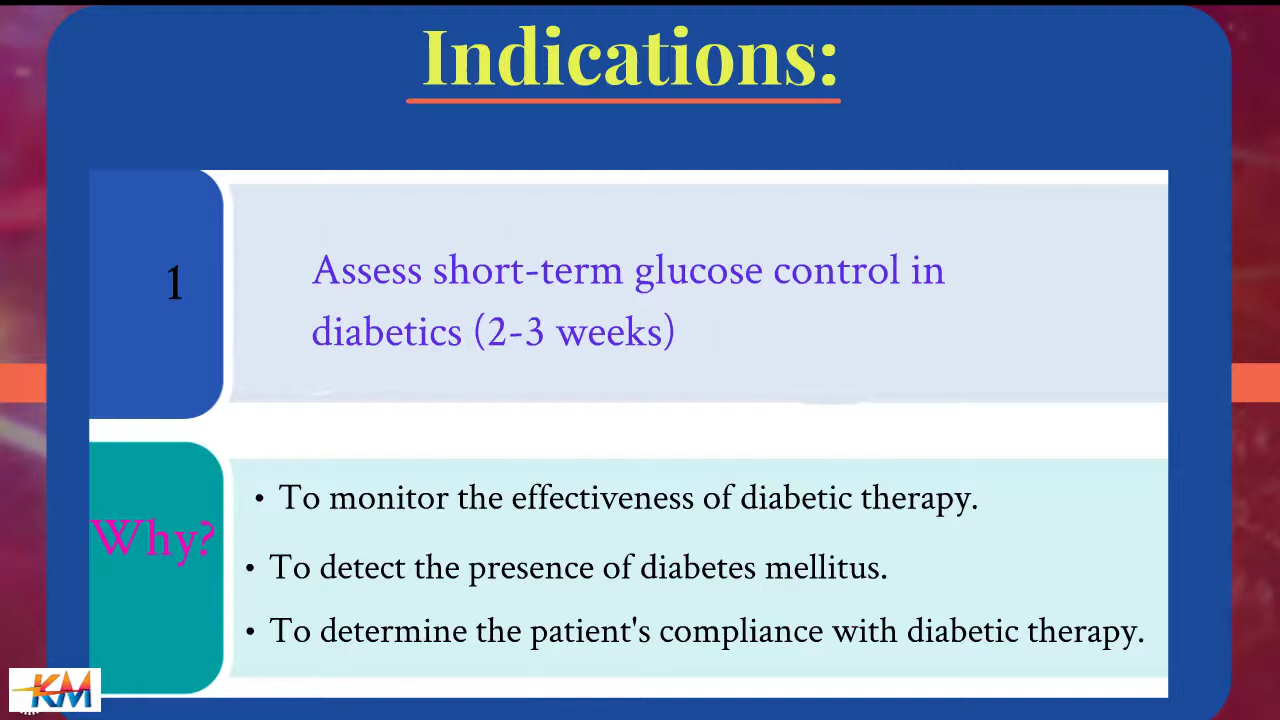 Indications:
1
Assess short-term glucose control in
diabetics (2-3 weeks)
Why?
• To monitor the effectiveness of diabetic therapy.
• To detect the presence of diabetes mellitus.
• To determine the patient's compliance with diabetic therapy.
KM